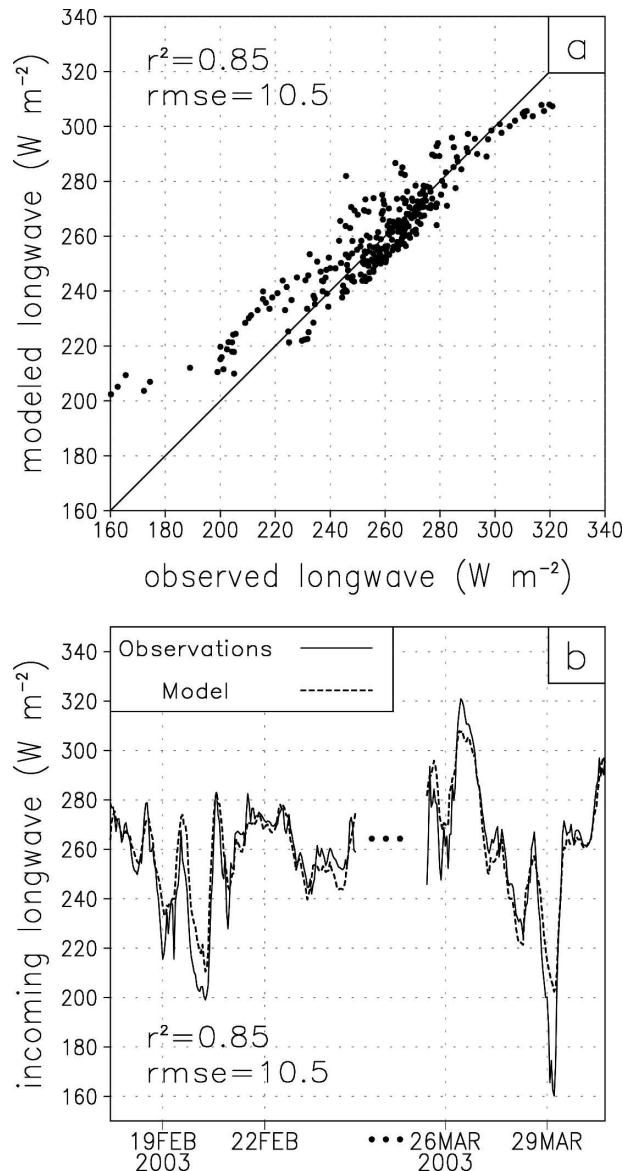 a
r²=0.85
rmse=10.5
modeled longwave (W m⁻²)
340
320
300
280
260
240
220
200
180
160
160 180 200 220 240 260 280 300 320 340
observed longwave (W m⁻²)
b
Observations
Model
incoming longwave (W m⁻²)
340
320
300
280
260
240
220
200
180
160
r²=0.85
rmse=10.5
19FEB 22FEB ••• 26MAR 29MAR
2003 2003